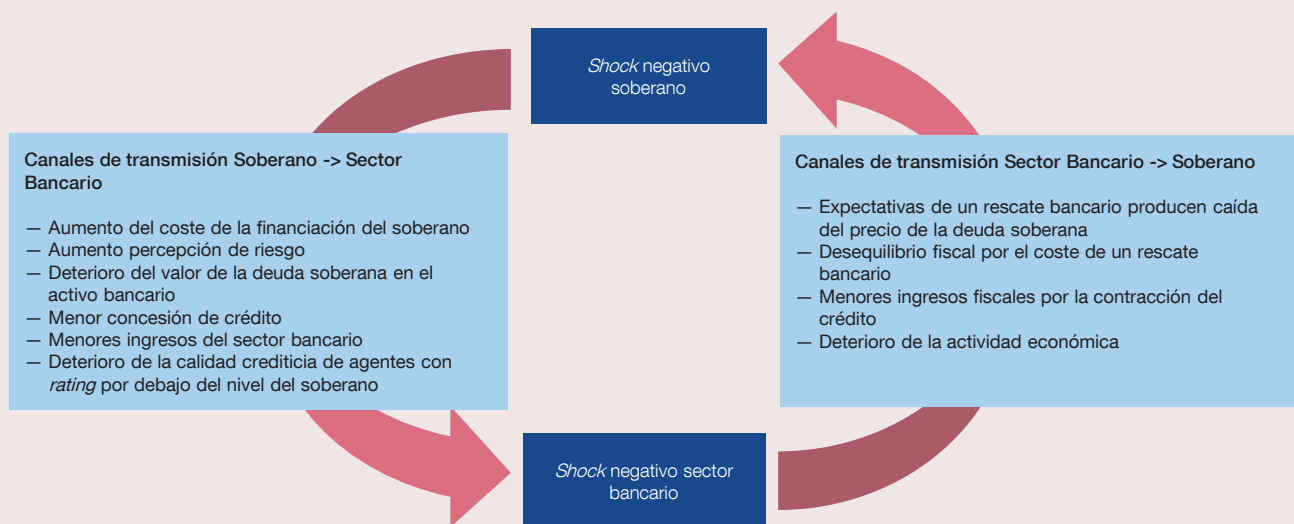 Shock negativo
soberano
Canales de transmisión Soberano -> Sector
Bancario
— Aumento del coste de la financiación del soberano
— Aumento percepción de riesgo
— Deterioro del valor de la deuda soberana en el
activo bancario
— Menor concesión de crédito
— Menores ingresos del sector bancario
— Deterioro de la calidad crediticia de agentes con
rating por debajo del nivel del soberano
Canales de transmisión Sector Bancario -> Soberano
— Expectativas de un rescate bancario producen caída
del precio de la deuda soberana
— Desequilibrio fiscal por el coste de un rescate
bancario
— Menores ingresos fiscales por la contracción del
crédito
— Deterioro de la actividad económica
Shock negativo sector
bancario